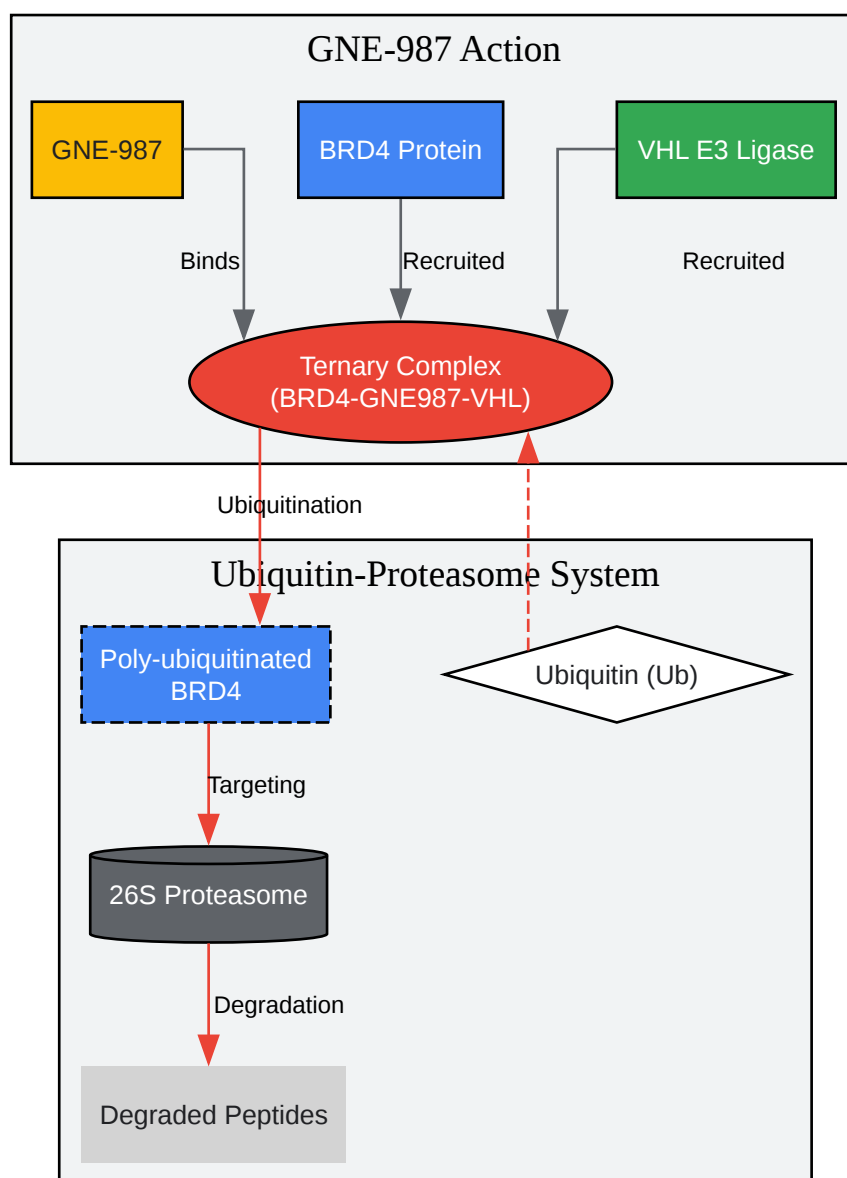 GNE-987 Action
GNE-987
BRD4 Protein
VHL E3 Ligase
Binds
Recruited
Recruited
Ternary Complex
(BRD4-GNE987-VHL)
Ubiquitination
Ubiquitin-Proteasome System
Poly-ubiquitinated
BRD4
Ubiquitin (Ub)
Targeting
26S Proteasome
Degradation
Degraded Peptides